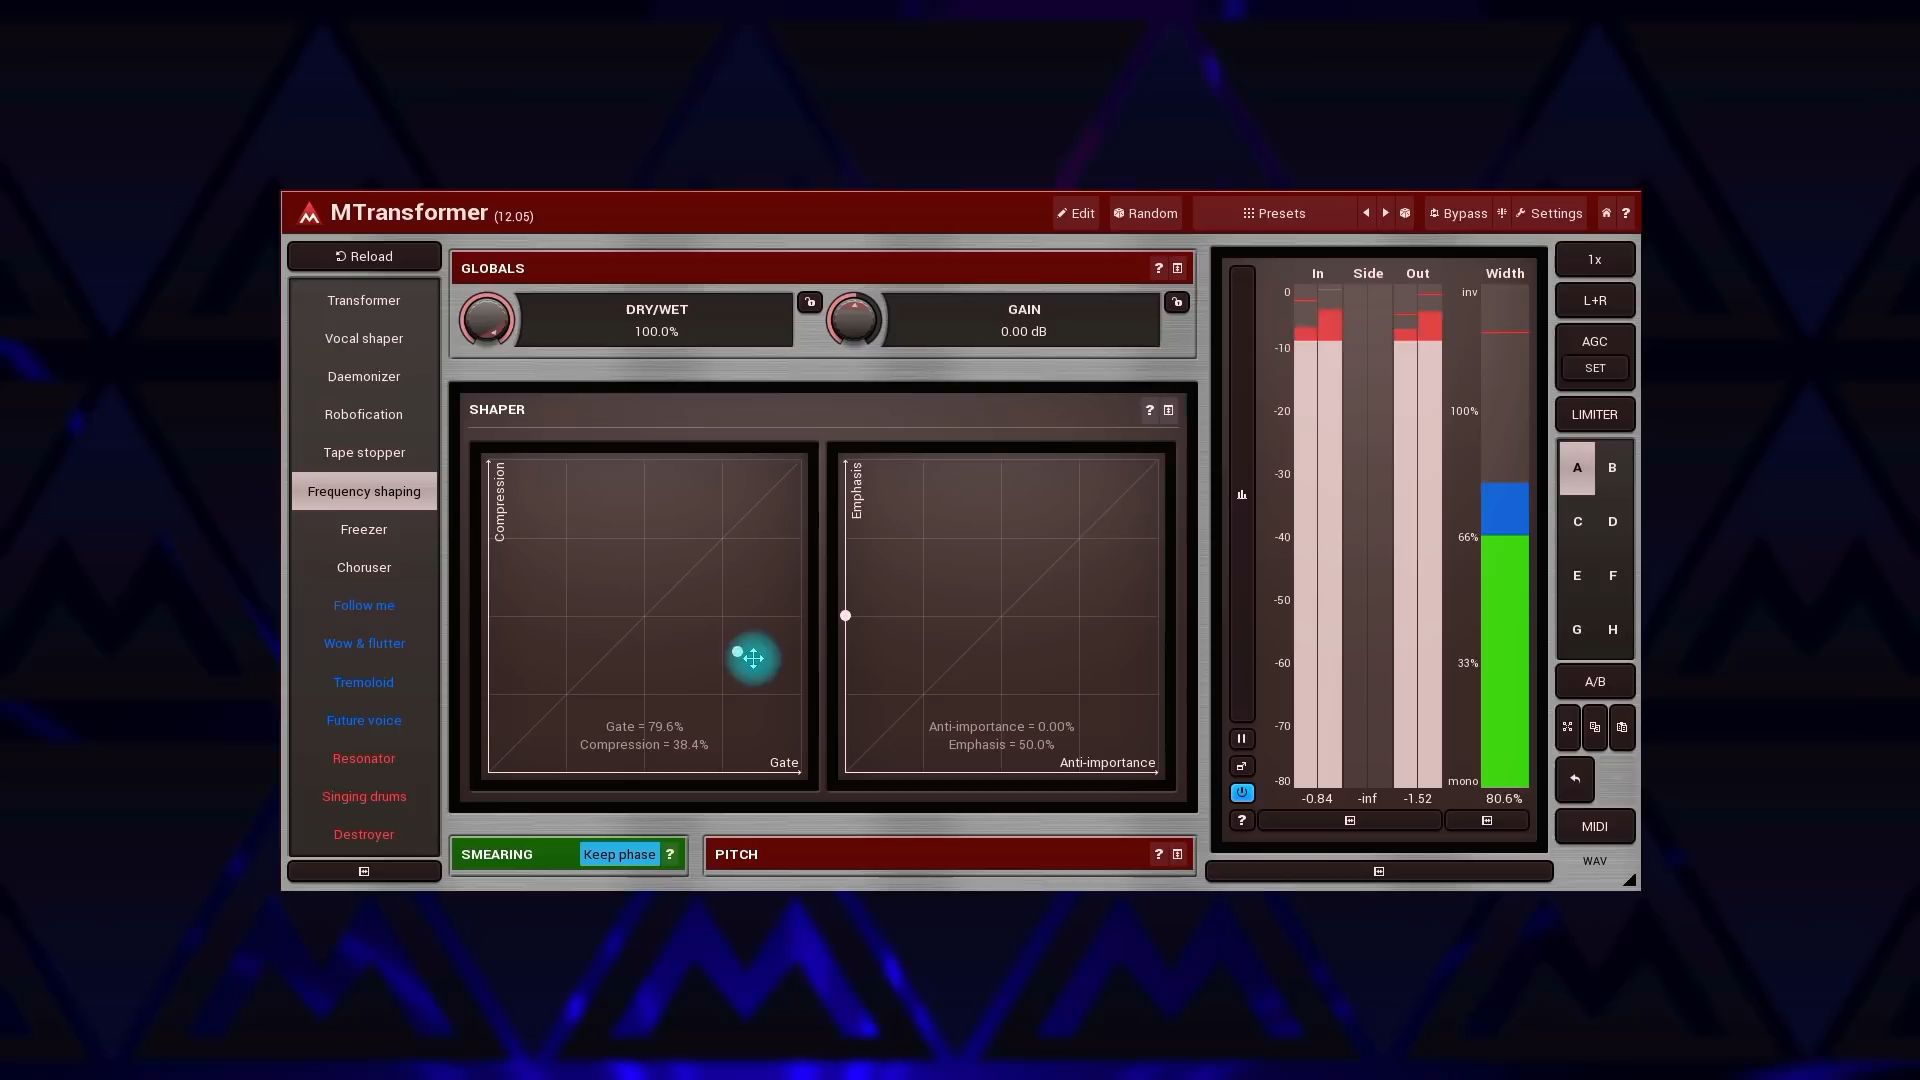 MTransformer (12.05)
Edit
Random
Presets
Bypass
Settings
?
Reload
Transformer
Vocal shaper
Daemonizer
Robofication
Tape stopper
Frequency shaping
Freezer
Choruser
Follow me
Wow & flutter
Tremoloid
Future voice
Resonator
Singing drums
Destroyer
GLOBALS
?
DRY/WET
100.0%
GAIN
0.00 dB
SHAPER
?
Compression
Gate = 79.6%
Compression = 38.4%
Gate
Emphasis
Anti-importance = 0.00%
Emphasis = 50.0%
Anti-importance
SMEARING
Keep phase
?
PITCH
?
In
Side
Out
Width
0
-10
-20
-30
-40
-50
-60
-70
-80
inv
100%
66%
33%
mono
-0.84
-inf
-1.52
80.6%
?
1x
L+R
AGC
SET
LIMITER
A B
C D
E F
G H
A/B
MIDI
WAV